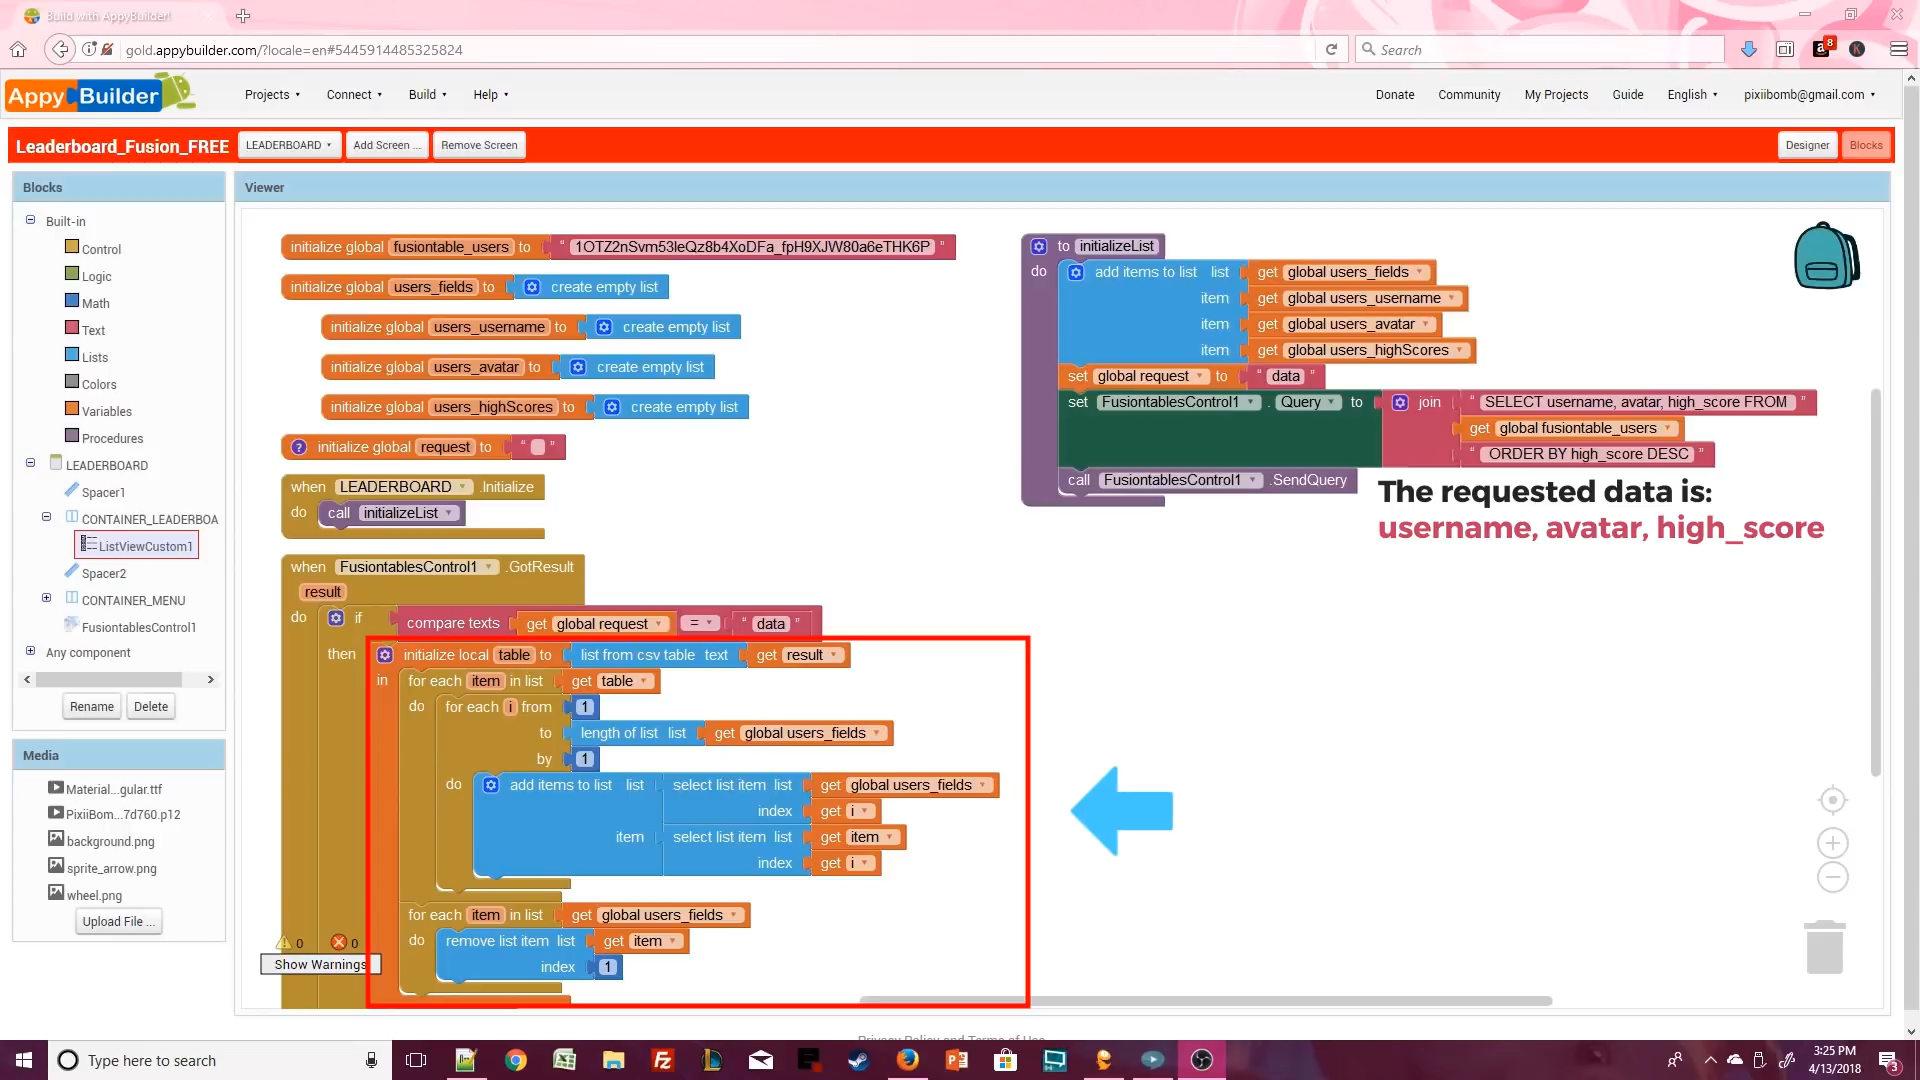 Build with AppyBuilder!
gold.appybuilder.com/?locale=en#5445914485325824
Search
8
K
AppyBuilder
Projects
Connect
Build
Help
Donate
Community
My Projects
Guide
English
pixiibomb@gmail.com
Leaderboard_Fusion_FREE
LEADERBOARD
Add Screen ...
Remove Screen
Designer
Blocks
Blocks
Built-in
Control
Logic
Math
Text
Lists
Colors
Variables
Procedures
LEADERBOARD
Spacer1
CONTAINER_LEADERBOA
ListViewCustom1
Spacer2
CONTAINER_MENU
FusiontablesControl1
Any component
Rename
Delete
Media
Material...gular.ttf
PixiiBom...7d760.p12
background.png
sprite_arrow.png
wheel.png
Upload File ...
Viewer
initialize global fusiontable_users to " 1OTZ2nSvm53leQz8b4XoDFa_fpH9XJW80a6eTHK6P "
initialize global users_fields to create empty list
initialize global users_username to create empty list
initialize global users_avatar to create empty list
initialize global users_highScores to create empty list
? initialize global request to " "
when LEADERBOARD .Initialize
do call initializeList
when FusiontablesControl1 .GotResult
result
do if compare texts get global request = " data "
then initialize local table to list from csv table text get result
in for each item in list get table
do for each i from 1
to length of list list get global users_fields
by 1
do add items to list list select list item list get global users_fields
index get i
item select list item list get item
index get i
for each item in list get global users_fields
do remove list item list get item
index 1
0 0
Show Warnings
to initializeList
do add items to list list get global users_fields
item get global users_username
item get global users_avatar
item get global users_highScores
set global request to " data "
set FusiontablesControl1 . Query to join " SELECT username, avatar, high_score FROM "
get global fusiontable_users
" ORDER BY high_score DESC "
call FusiontablesControl1 .SendQuery
The requested data is:
username, avatar, high_score
Privacy Policy and Terms of Use
Type here to search
3:25 PM
4/13/2018
3